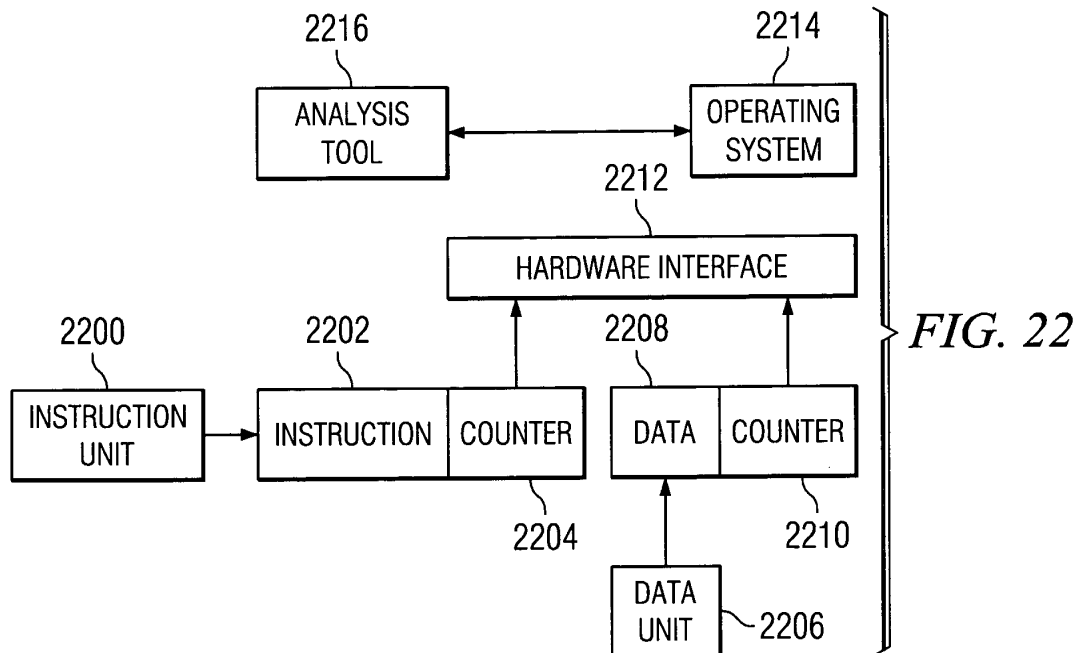 2216
2214
ANALYSIS
TOOL
OPERATING
SYSTEM
2212
HARDWARE INTERFACE
2200
2202
2208
FIG. 22
INSTRUCTION
UNIT
INSTRUCTION
COUNTER
DATA
COUNTER
2204
2210
DATA
UNIT
2206